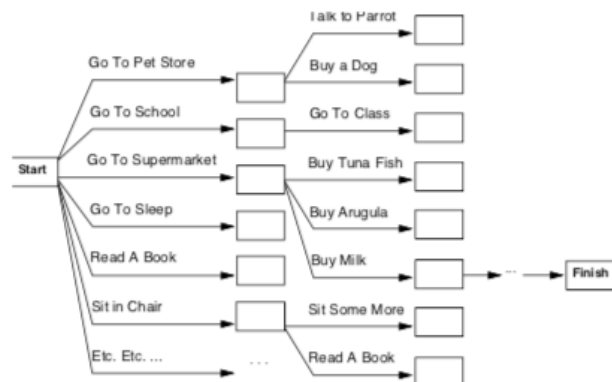 Talk to Parrot
Go To Pet Store
Buy a Dog
Go To School
Go To Class
Go To Supermarket
Buy Tuna Fish
Start
Go To Sleep
Buy Arugula
Read A Book
Buy Milk
...
Finish
Sit in Chair
Sit Some More
Etc. Etc. ...
...
Read A Book